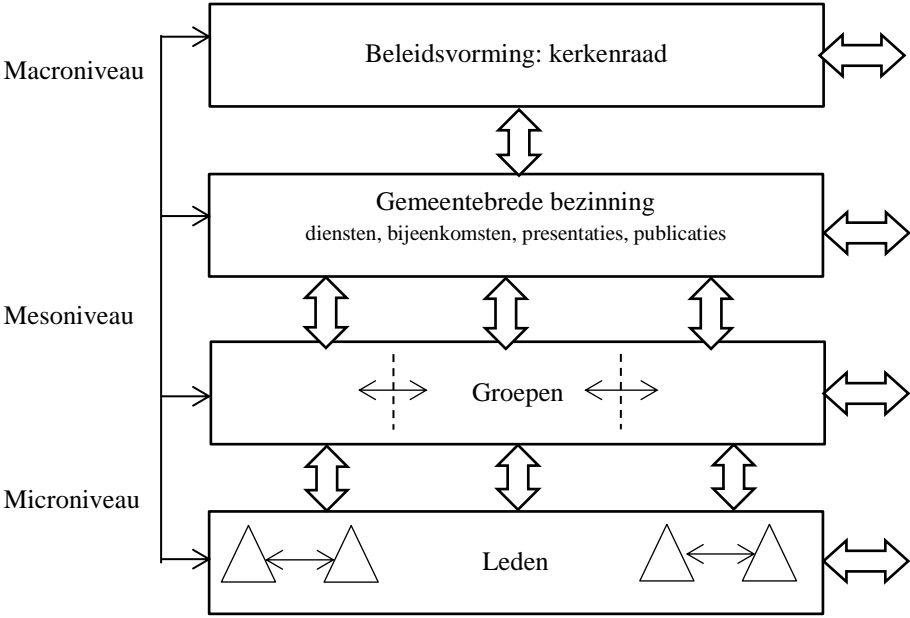 Macroniveau
Beleidsvorming: kerkenraad
Gemeentebrede bezinning
diensten, bijeenkomsten, presentaties, publicaties
Mesoniveau
Groepen
Microniveau
Leden